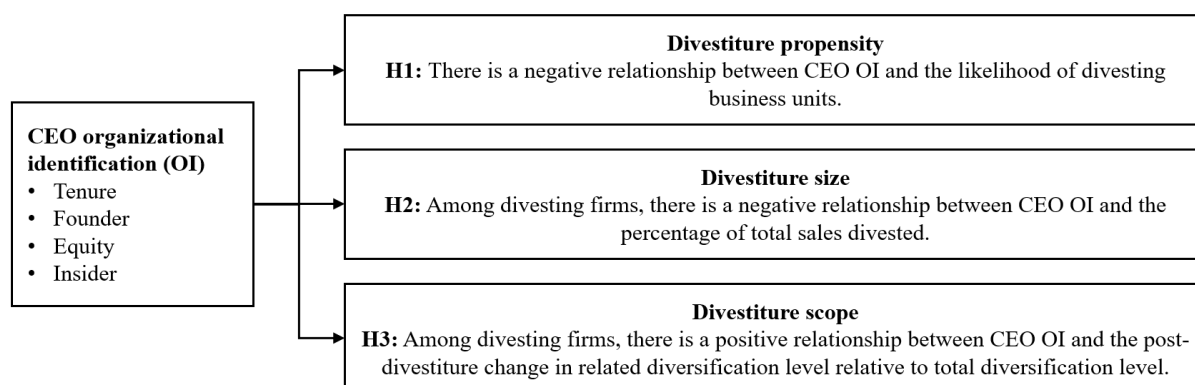 CEO organizational
identification (OI)
• Tenure
• Founder
• Equity
• Insider
Divestiture propensity
H1: There is a negative relationship between CEO OI and the likelihood of divesting
business units.
Divestiture size
H2: Among divesting firms, there is a negative relationship between CEO OI and the
percentage of total sales divested.
Divestiture scope
H3: Among divesting firms, there is a positive relationship between CEO OI and the post-
divestiture change in related diversification level relative to total diversification level.